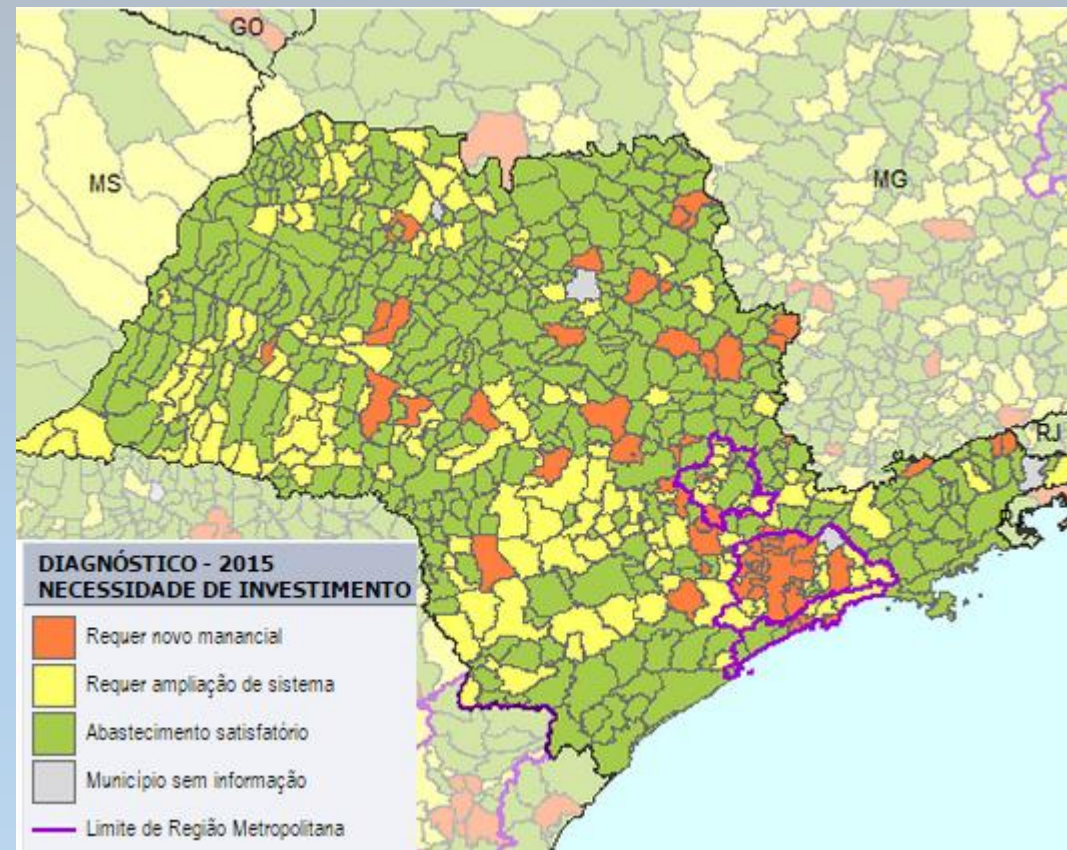 GO
MS
MG
RJ
DIAGNÓSTICO - 2015
NECESSIDADE DE INVESTIMENTO
Requer novo manancial
Requer ampliação de sistema
Abastecimento satisfatório
Município sem informação
Limite de Região Metropolitana